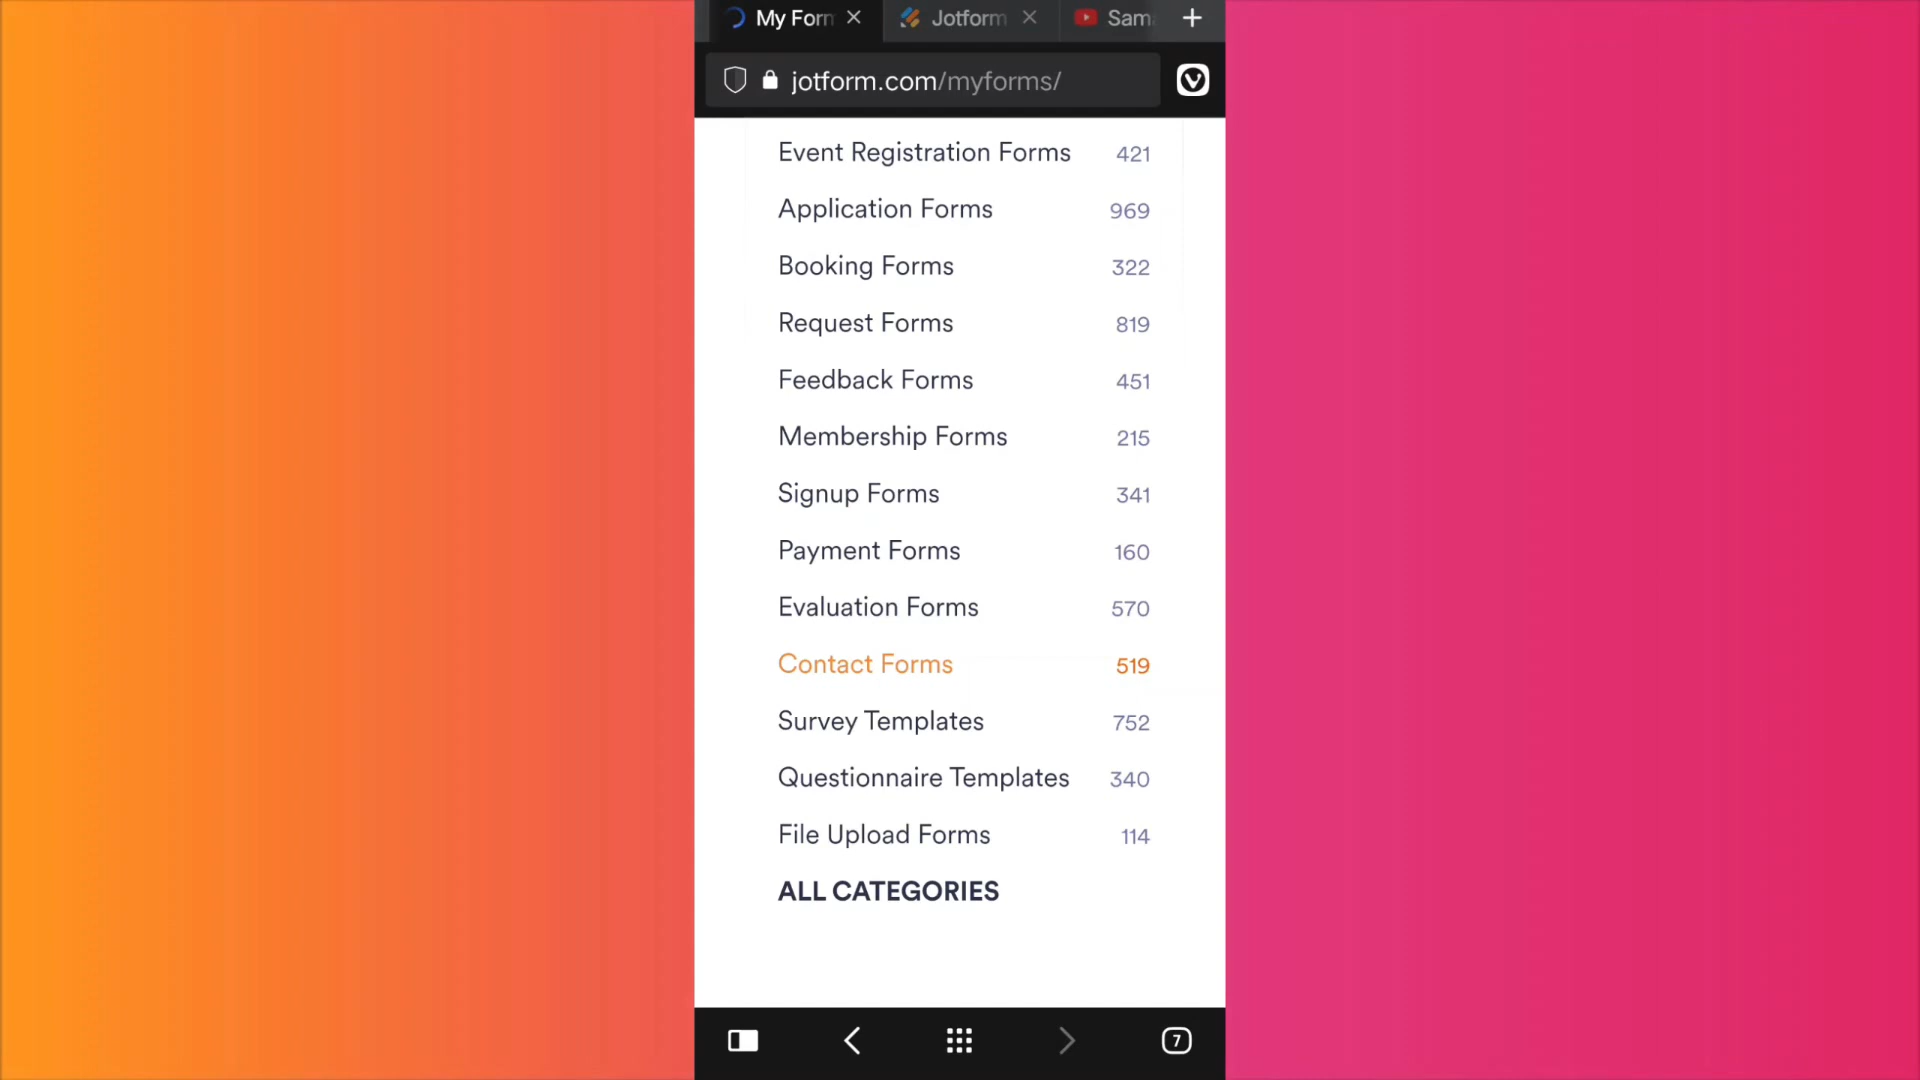 My Form
Jotform
Sama
jotform.com/myforms/
Event Registration Forms 421
Application Forms 969
Booking Forms 322
Request Forms 819
Feedback Forms 451
Membership Forms 215
Signup Forms 341
Payment Forms 160
Evaluation Forms 570
Contact Forms 519
Survey Templates 752
Questionnaire Templates 340
File Upload Forms 114
ALL CATEGORIES
7